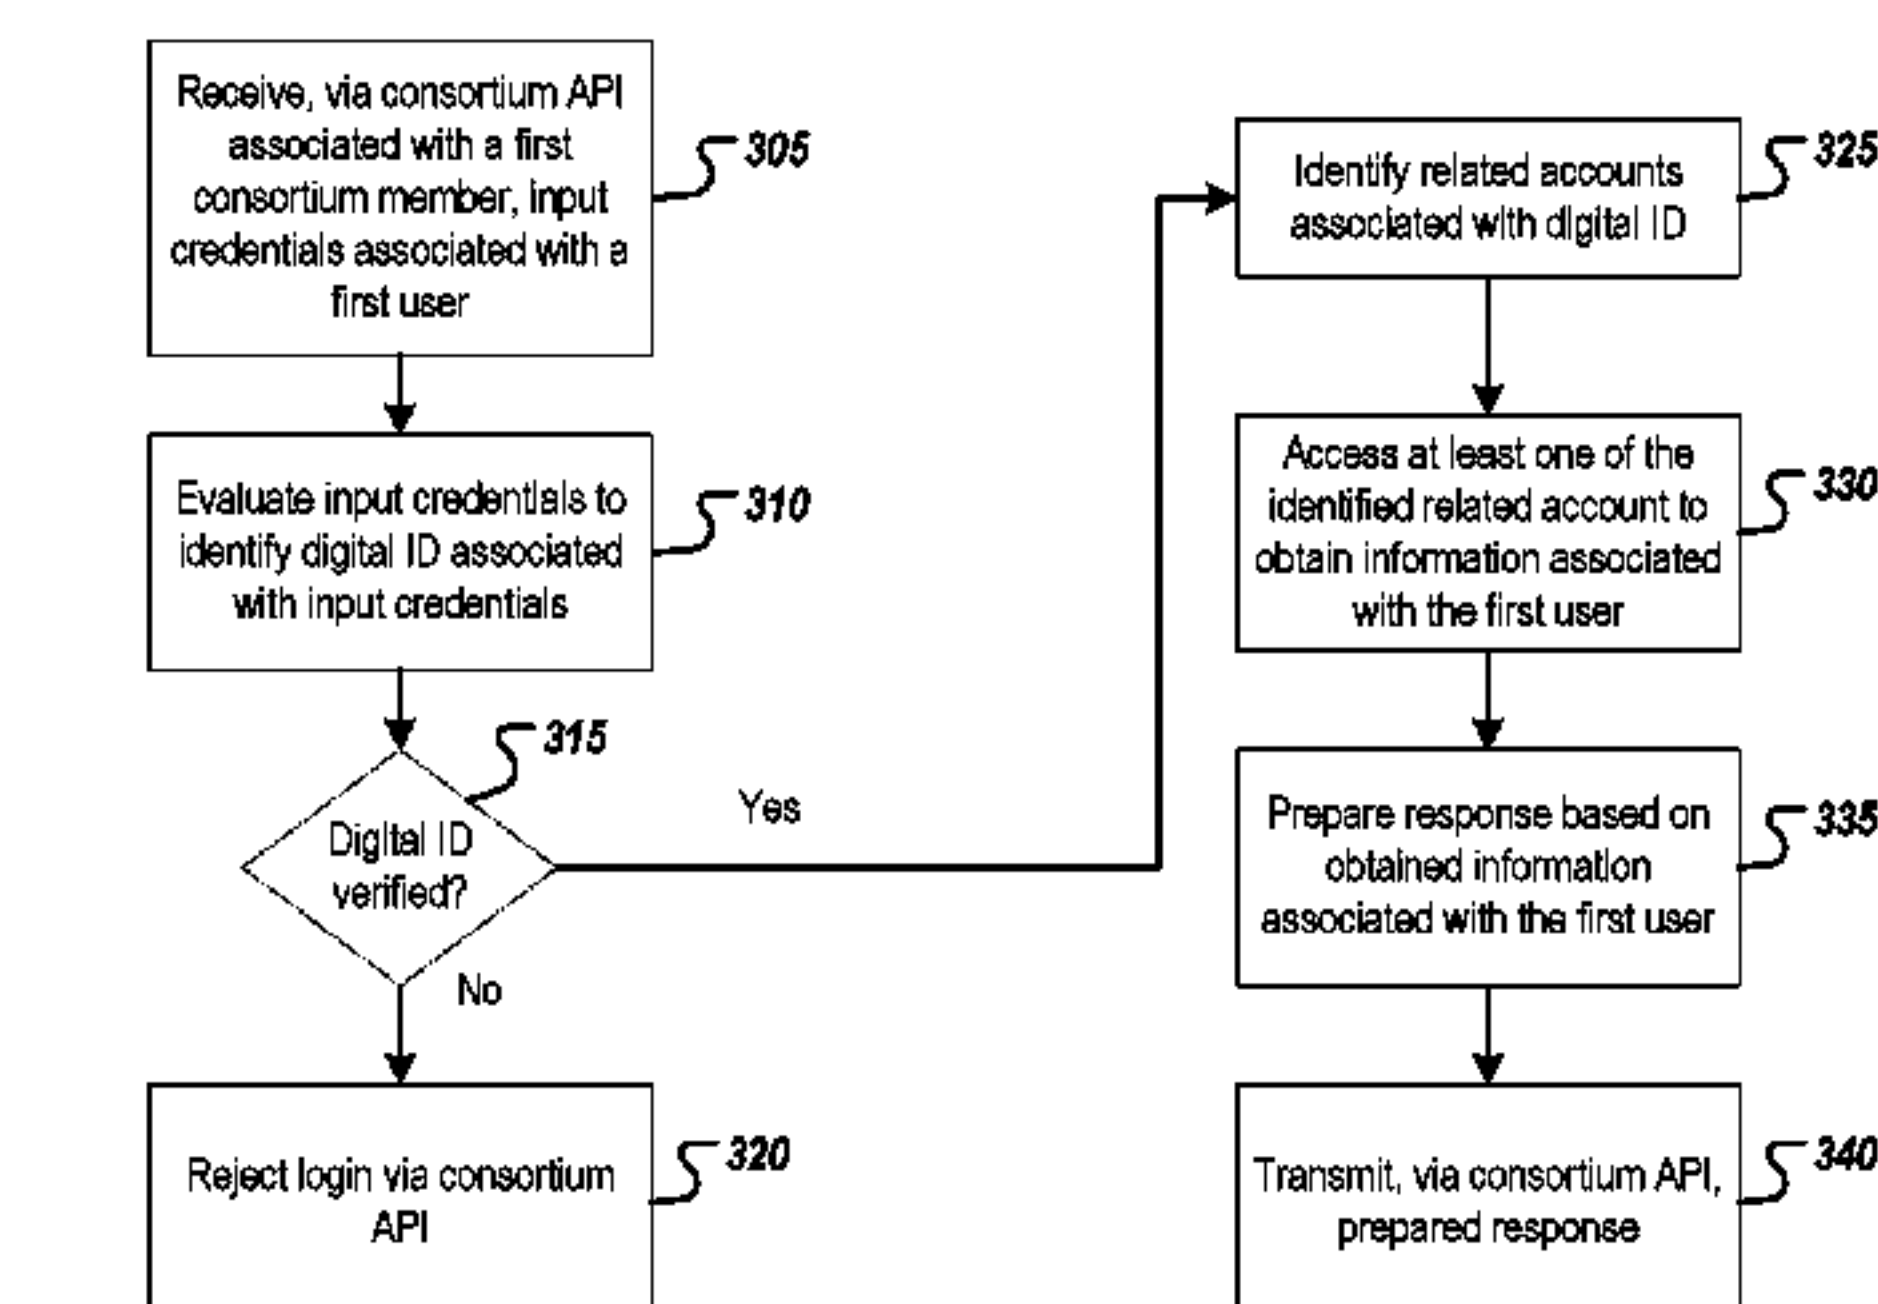 Receive, via consortium API
associated with a first
consortium member, input
credentials associated with a
first user
305
Evaluate input credentials to
identify digital ID associated
with input credentials
310
315
Digital ID
verified?
Yes
No
Reject login via consortium
API
320
Identify related accounts
associated with digital ID
325
Access at least one of the
identified related account to
obtain information associated
with the first user
330
Prepare response based on
obtained information
associated with the first user
335
Transmit, via consortium API,
prepared response
340